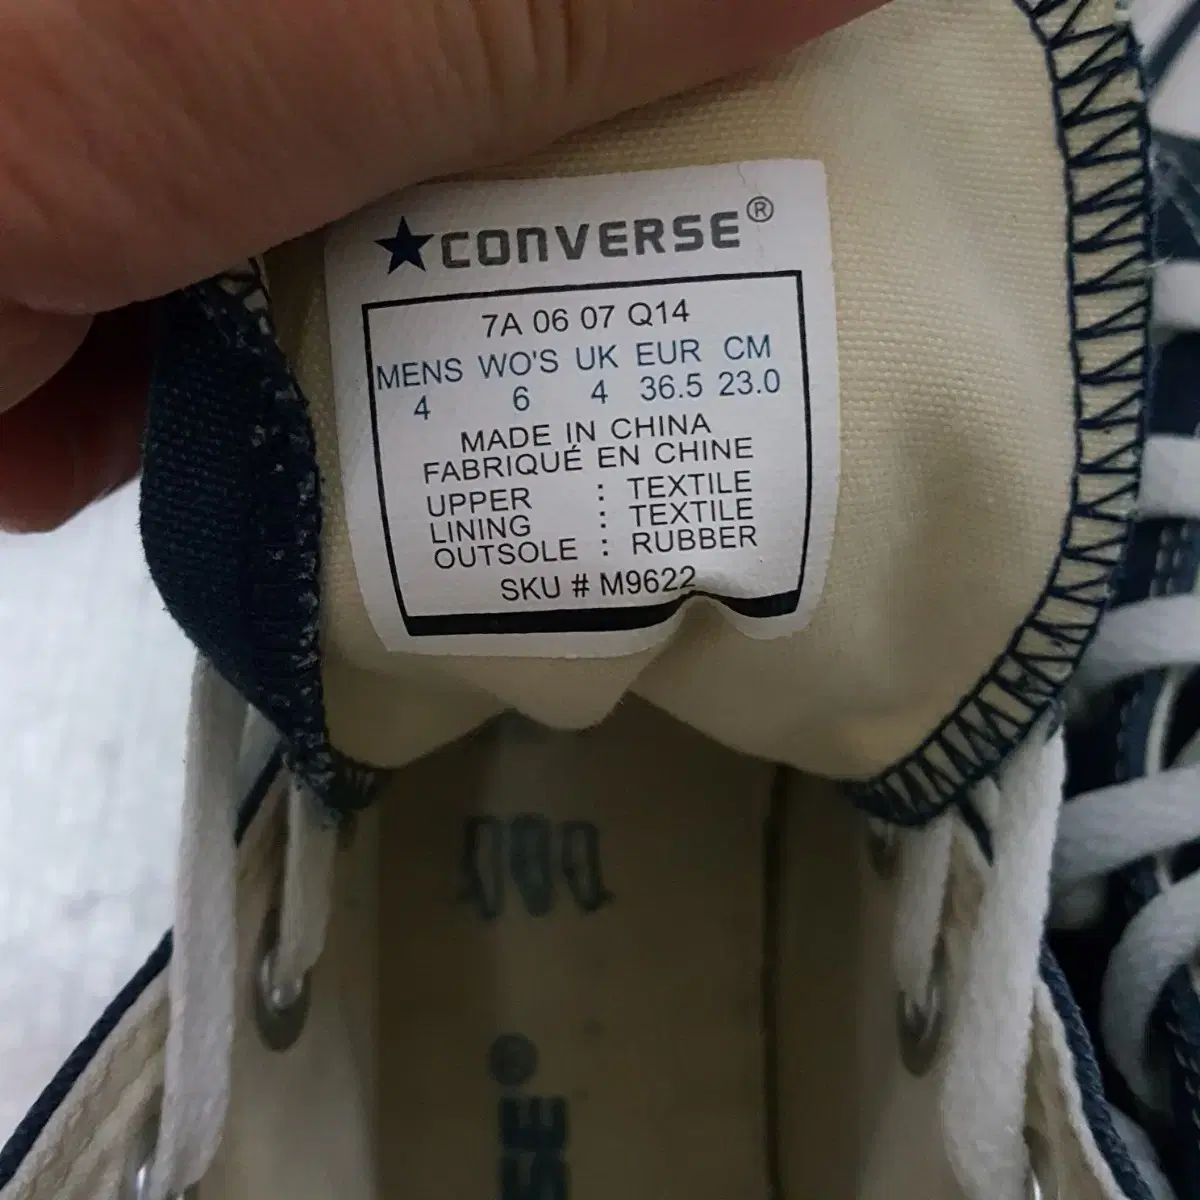 ★CONVERSE®
7A 06 07 Q14
MENS WO'S UK EUR CM
4 6 4 36.5 23.0
MADE IN CHINA
FABRIQUÉ EN CHINE
UPPER : TEXTILE
LINING : TEXTILE
OUTSOLE : RUBBER
SKU # M9622